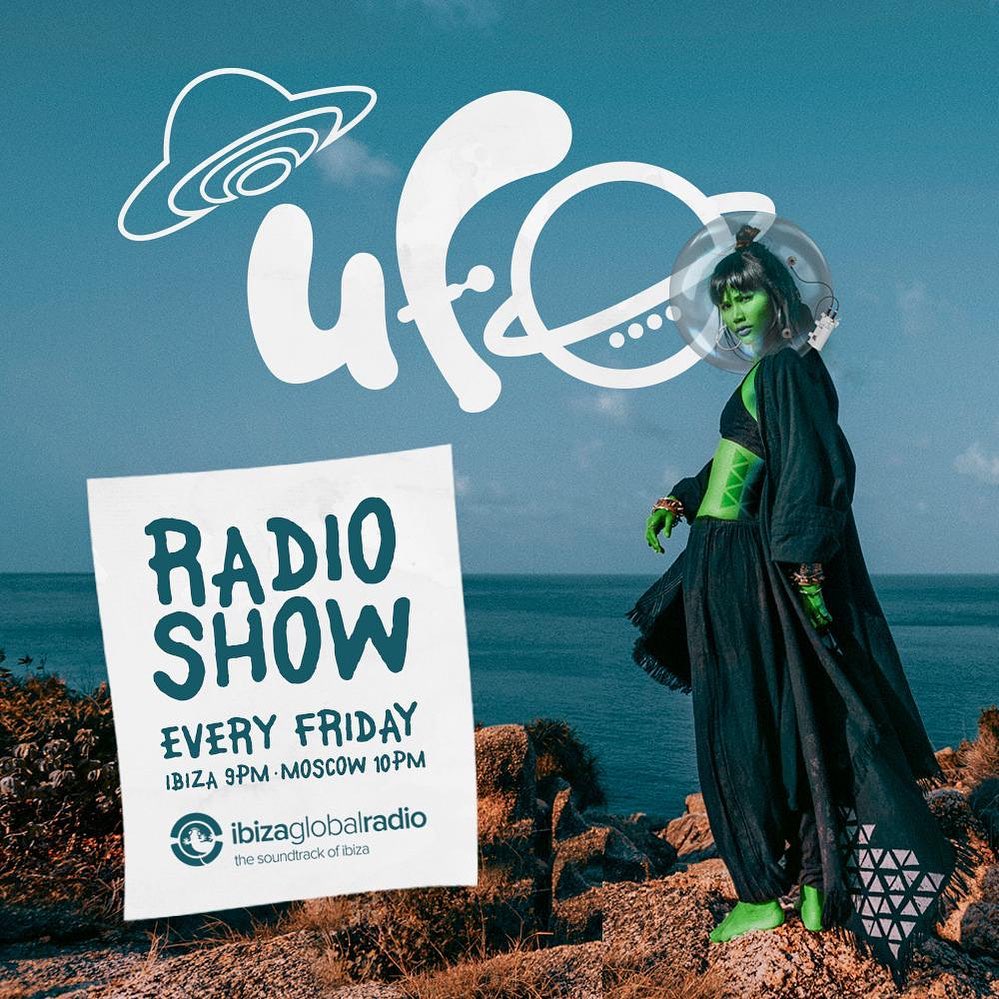 ufo
RADIO
SHOW
EVERY FRIDAY
IBIZA 9PM · MOSCOW 10PM
ibizaglobalradio
the soundtrack of ibiza